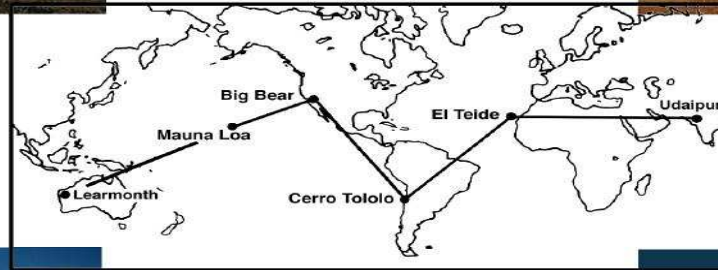 Big Bear
Udaipur
El Teide
Mauna Loa
Learmonth
Cerro Tololo